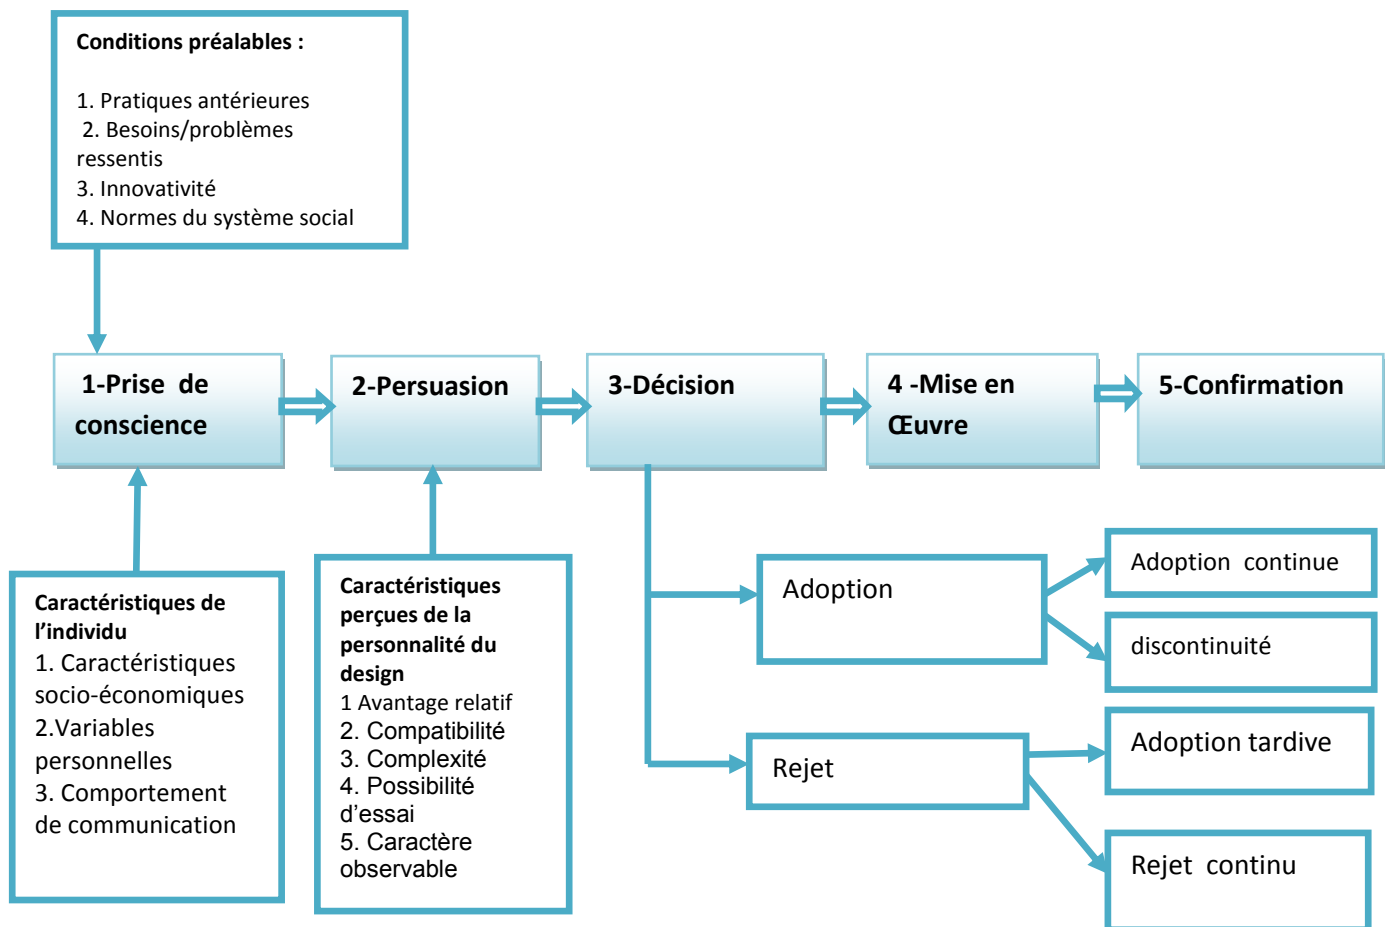 Conditions préalables :
1. Pratiques antérieures
2. Besoins/problèmes
ressentis
3. Innovativité
4. Normes du système social
1-Prise de
conscience
2-Persuasion
3-Décision
4 -Mise en
Œuvre
5-Confirmation
Caractéristiques de
l’individu
1. Caractéristiques
socio-économiques
2.Variables
personnelles
3. Comportement
de communication
Caractéristiques
perçues de la
personnalité du
design
1 Avantage relatif
2. Compatibilité
3. Complexité
4. Possibilité
d’essai
5. Caractère
observable
Adoption
Adoption continue
discontinuité
Rejet
Adoption tardive
Rejet continu